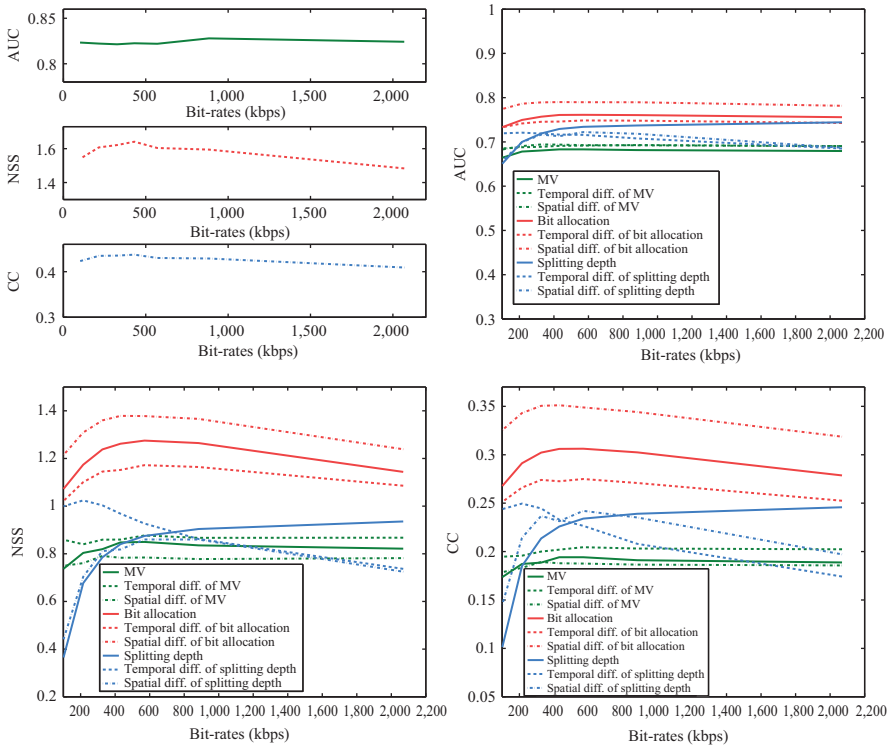 0.85
0.8
AUC
0 500 1,000 1,500 2,000
Bit-rates (kbps)
1.6
1.4
NSS
0 500 1,000 1,500 2,000
Bit-rates (kbps)
0.4
0.3
CC
0 500 1,000 1,500 2,000
Bit-rates (kbps)
1
0.9
0.8
0.7
0.6
0.5
0.4
0.3
AUC
MV
Temporal diff. of MV
Spatial diff. of MV
Bit allocation
Temporal diff. of bit allocation
Spatial diff. of bit allocation
Splitting depth
Temporal diff. of splitting depth
Spatial diff. of splitting depth
200 400 600 800 1,000 1,200 1,400 1,600 1,800 2,000 2,200
Bit-rates (kbps)
1.4
1.2
1
0.8
0.6
0.4
0.2
NSS
MV
Temporal diff. of MV
Spatial diff. of MV
Bit allocation
Temporal diff. of bit allocation
Spatial diff. of bit allocation
Splitting depth
Temporal diff. of splitting depth
Spatial diff. of splitting depth
200 400 600 800 1,000 1,200 1,400 1,600 1,800 2,000 2,200
Bit-rates (kbps)
0.35
0.3
0.25
0.2
0.15
0.1
0.05
CC
MV
Temporal diff. of MV
Spatial diff. of MV
Bit allocation
Temporal diff. of bit allocation
Spatial diff. of bit allocation
Splitting depth
Temporal diff. of splitting depth
Spatial diff. of splitting depth
200 400 600 800 1,000 1,200 1,400 1,600 1,800 2,000 2,200
Bit-rates (kbps)